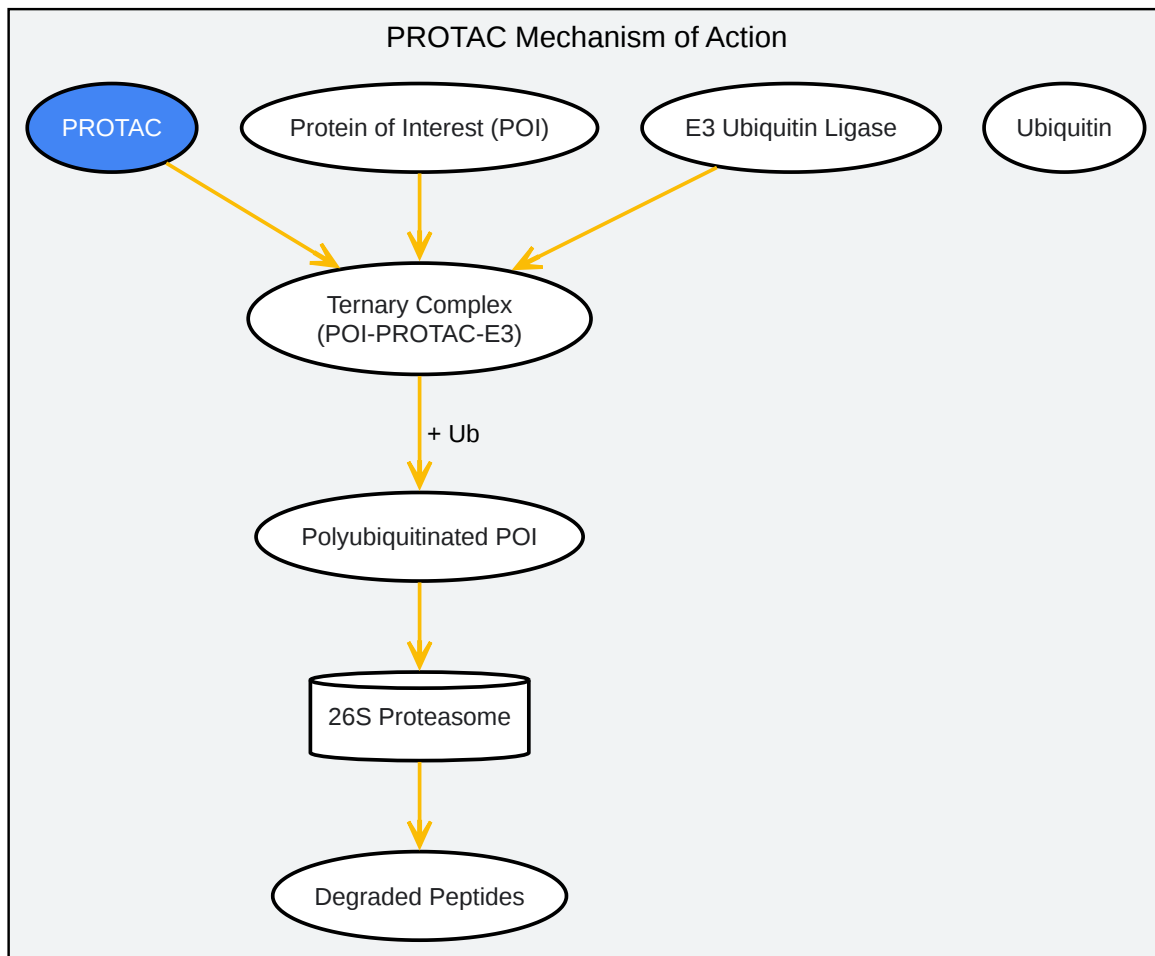 PROTAC Mechanism of Action
PROTAC
Protein of Interest (POI)
E3 Ubiquitin Ligase
Ubiquitin
Ternary Complex
(POI-PROTAC-E3)
+ Ub
Polyubiquitinated POI
26S Proteasome
Degraded Peptides